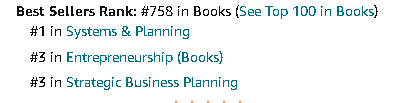 Best Sellers Rank: #758 in Books (See Top 100 in Books)
#1 in Systems & Planning
#3 in Entrepreneurship (Books)
#3 in Strategic Business Planning